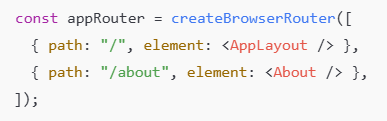 const appRouter = createBrowserRouter([
  { path: "/", element: <AppLayout /> },
  { path: "/about", element: <About /> },
]);